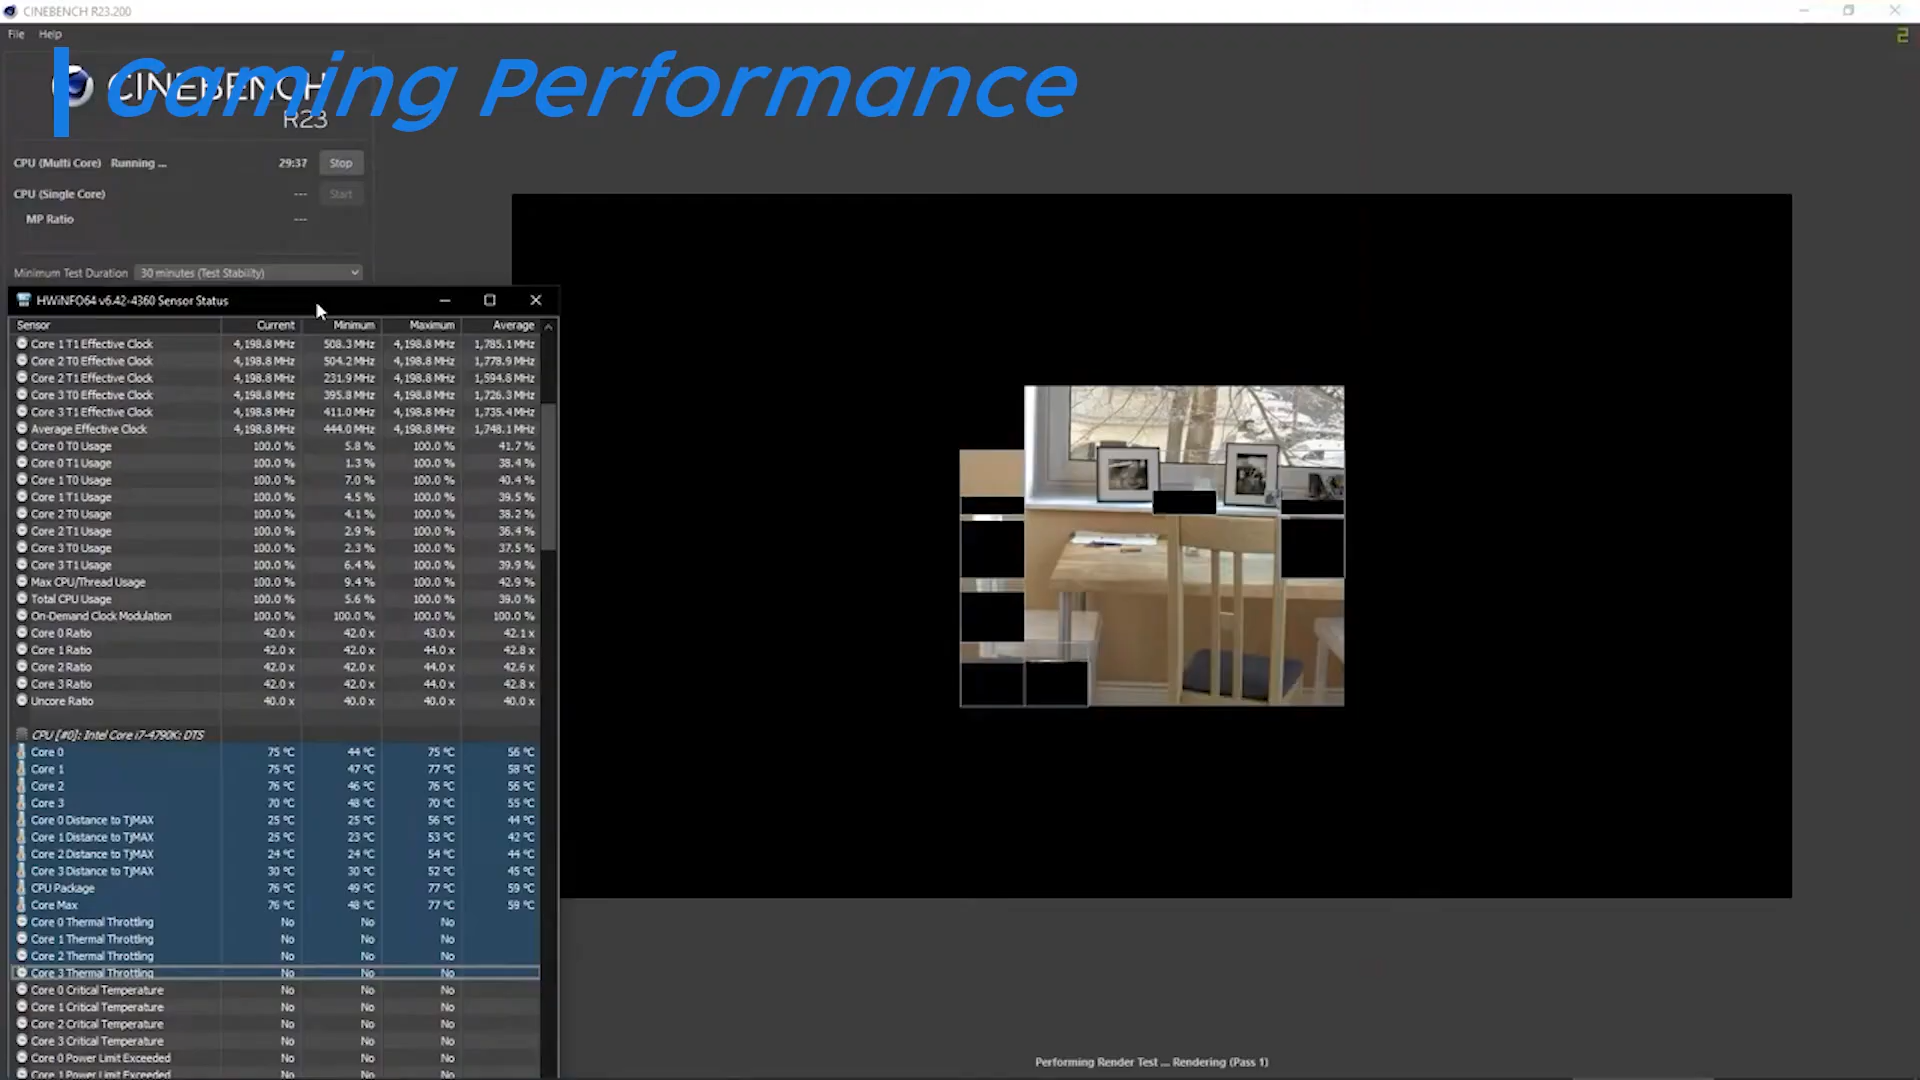 CINEBENCH R23.200
File Help
2
Gaming Performance
CINEBENCH
R23
CPU (Multi Core) Running ... 29:37 Stop
CPU (Single Core) --- Start
MP Ratio ---
Minimum Test Duration 30 minutes (Test Stability)
HWiNFO64 v6.42-4360 Sensor Status
Sensor Current Minimum Maximum Average
Core 1 T1 Effective Clock 4,198.8 MHz 508.3 MHz 4,198.8 MHz 1,785.1 MHz
Core 2 T0 Effective Clock 4,198.8 MHz 504.2 MHz 4,198.8 MHz 1,778.9 MHz
Core 2 T1 Effective Clock 4,198.8 MHz 231.9 MHz 4,198.8 MHz 1,594.8 MHz
Core 3 T0 Effective Clock 4,198.8 MHz 395.8 MHz 4,198.8 MHz 1,726.3 MHz
Core 3 T1 Effective Clock 4,198.8 MHz 411.0 MHz 4,198.8 MHz 1,735.4 MHz
Average Effective Clock 4,198.8 MHz 444.0 MHz 4,198.8 MHz 1,748.1 MHz
Core 0 T0 Usage 100.0 % 5.8 % 100.0 % 41.7 %
Core 0 T1 Usage 100.0 % 1.3 % 100.0 % 38.4 %
Core 1 T0 Usage 100.0 % 7.0 % 100.0 % 40.4 %
Core 1 T1 Usage 100.0 % 4.5 % 100.0 % 39.5 %
Core 2 T0 Usage 100.0 % 4.1 % 100.0 % 38.2 %
Core 2 T1 Usage 100.0 % 2.9 % 100.0 % 36.4 %
Core 3 T0 Usage 100.0 % 2.3 % 100.0 % 37.5 %
Core 3 T1 Usage 100.0 % 6.4 % 100.0 % 39.9 %
Max CPU/Thread Usage 100.0 % 9.4 % 100.0 % 42.9 %
Total CPU Usage 100.0 % 5.6 % 100.0 % 39.0 %
On-Demand Clock Modulation 100.0 % 100.0 % 100.0 % 100.0 %
Core 0 Ratio 42.0 x 42.0 x 43.0 x 42.1 x
Core 1 Ratio 42.0 x 42.0 x 44.0 x 42.8 x
Core 2 Ratio 42.0 x 42.0 x 44.0 x 42.6 x
Core 3 Ratio 42.0 x 42.0 x 44.0 x 42.8 x
Uncore Ratio 40.0 x 40.0 x 40.0 x 40.0 x
CPU [#0]: Intel Core i7-4790K: DTS
Core 0 75 °C 44 °C 75 °C 56 °C
Core 1 75 °C 47 °C 77 °C 58 °C
Core 2 76 °C 46 °C 76 °C 56 °C
Core 3 70 °C 48 °C 70 °C 55 °C
Core 0 Distance to TjMAX 25 °C 25 °C 56 °C 44 °C
Core 1 Distance to TjMAX 25 °C 23 °C 53 °C 42 °C
Core 2 Distance to TjMAX 24 °C 24 °C 54 °C 44 °C
Core 3 Distance to TjMAX 30 °C 30 °C 52 °C 45 °C
CPU Package 76 °C 49 °C 77 °C 59 °C
Core Max 76 °C 48 °C 77 °C 59 °C
Core 0 Thermal Throttling No No No
Core 1 Thermal Throttling No No No
Core 2 Thermal Throttling No No No
Core 3 Thermal Throttling No No No
Core 0 Critical Temperature No No No
Core 1 Critical Temperature No No No
Core 2 Critical Temperature No No No
Core 3 Critical Temperature No No No
Core 0 Power Limit Exceeded No No No
Core 1 Power Limit Exceeded No No No
Performing Render Test ... Rendering (Pass 1)